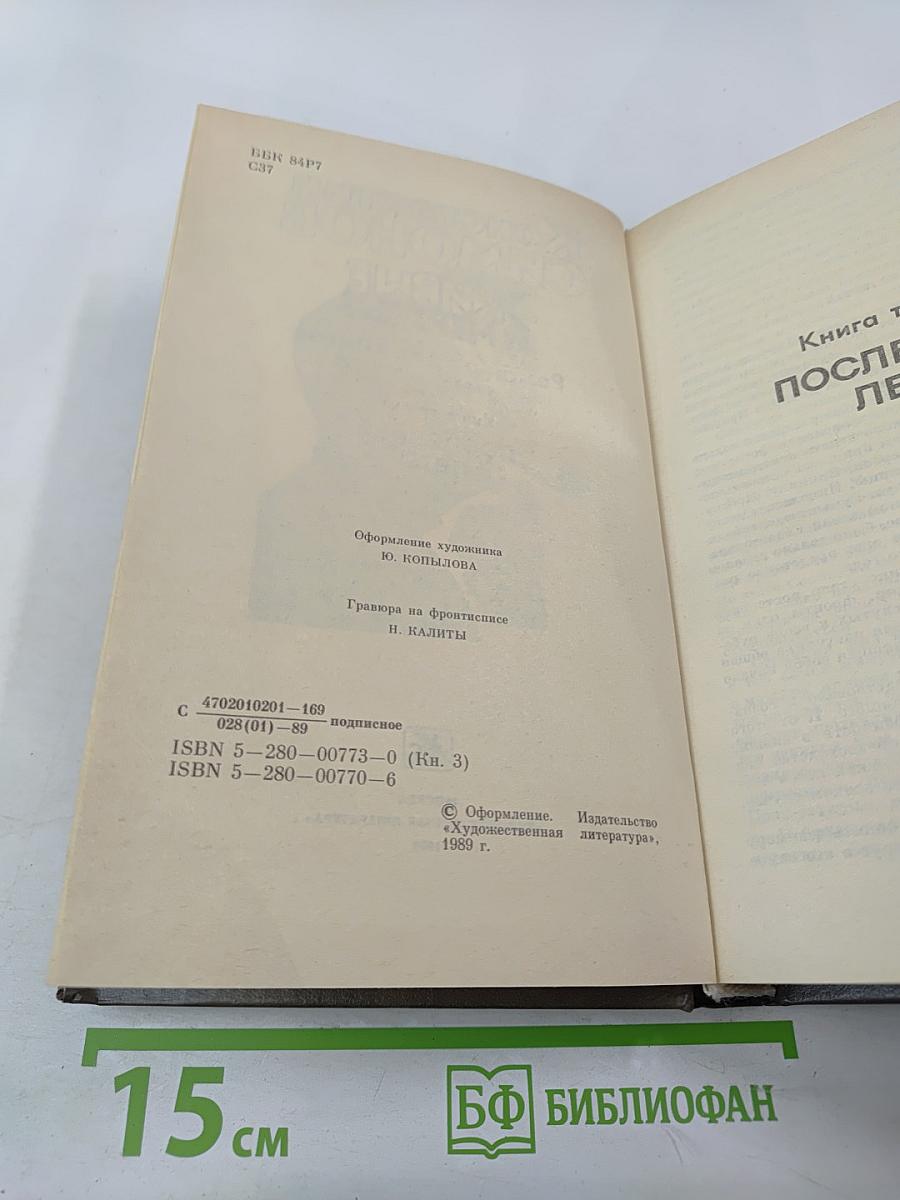 ББК 84Р7
С37
Оформление художника
Ю. КОПЫЛОВА
Гравюра на фронтисписе
Н. КАЛИТЫ
С 4702010201—169
028(01)—89 подписное
ISBN 5—280—00773—0 (Кн. 3)
ISBN 5—280—00770—6
© Оформление. Издательство
«Художественная литература»,
1989 г.
Книга т
ПОСЛЕ
ЛЕ
15 см
БФ БИБЛИОФАН